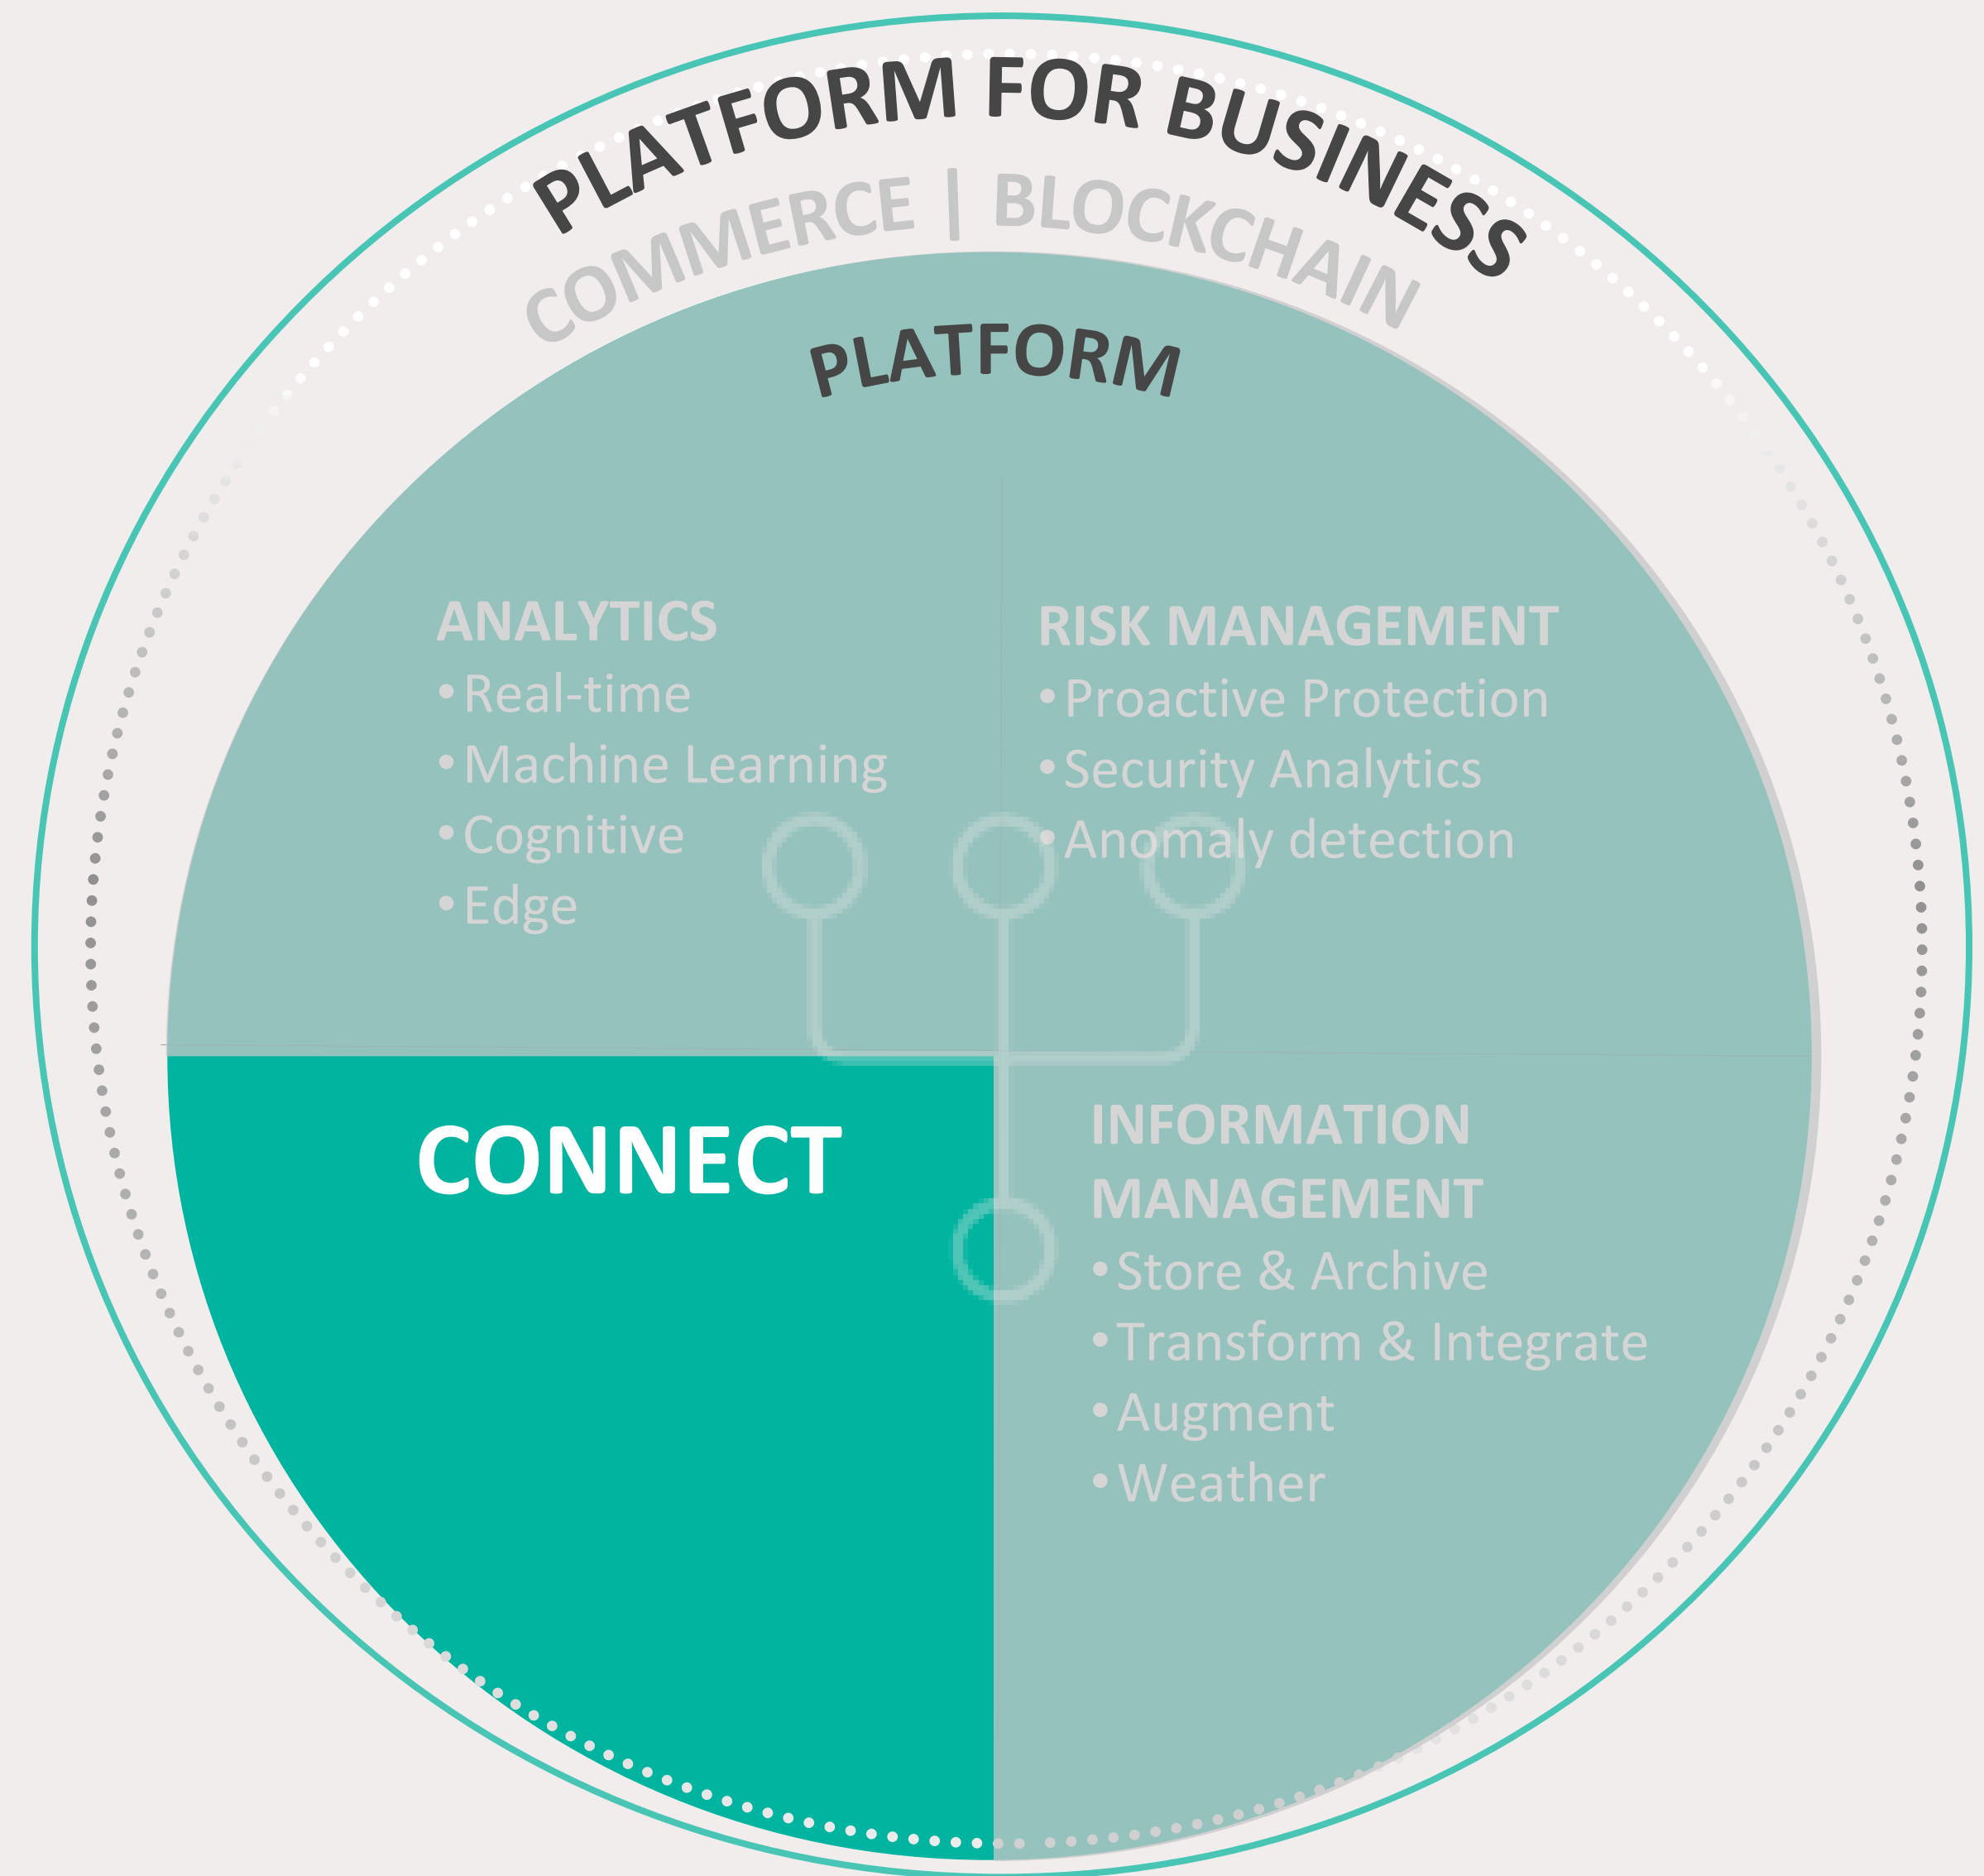 PLATFORM FOR BUSINESS
COMMERCE | BLOCKCHAIN
PLATFORM
ANALYTICS
• Real-time
• Machine Learning
• Cognitive
• Edge
RISK MANAGEMENT
• Proactive Protection
• Security Analytics
• Anomaly detection
CONNECT
INFORMATION
MANAGEMENT
• Store & Archive
• Transform & Integrate
• Augment
• Weather